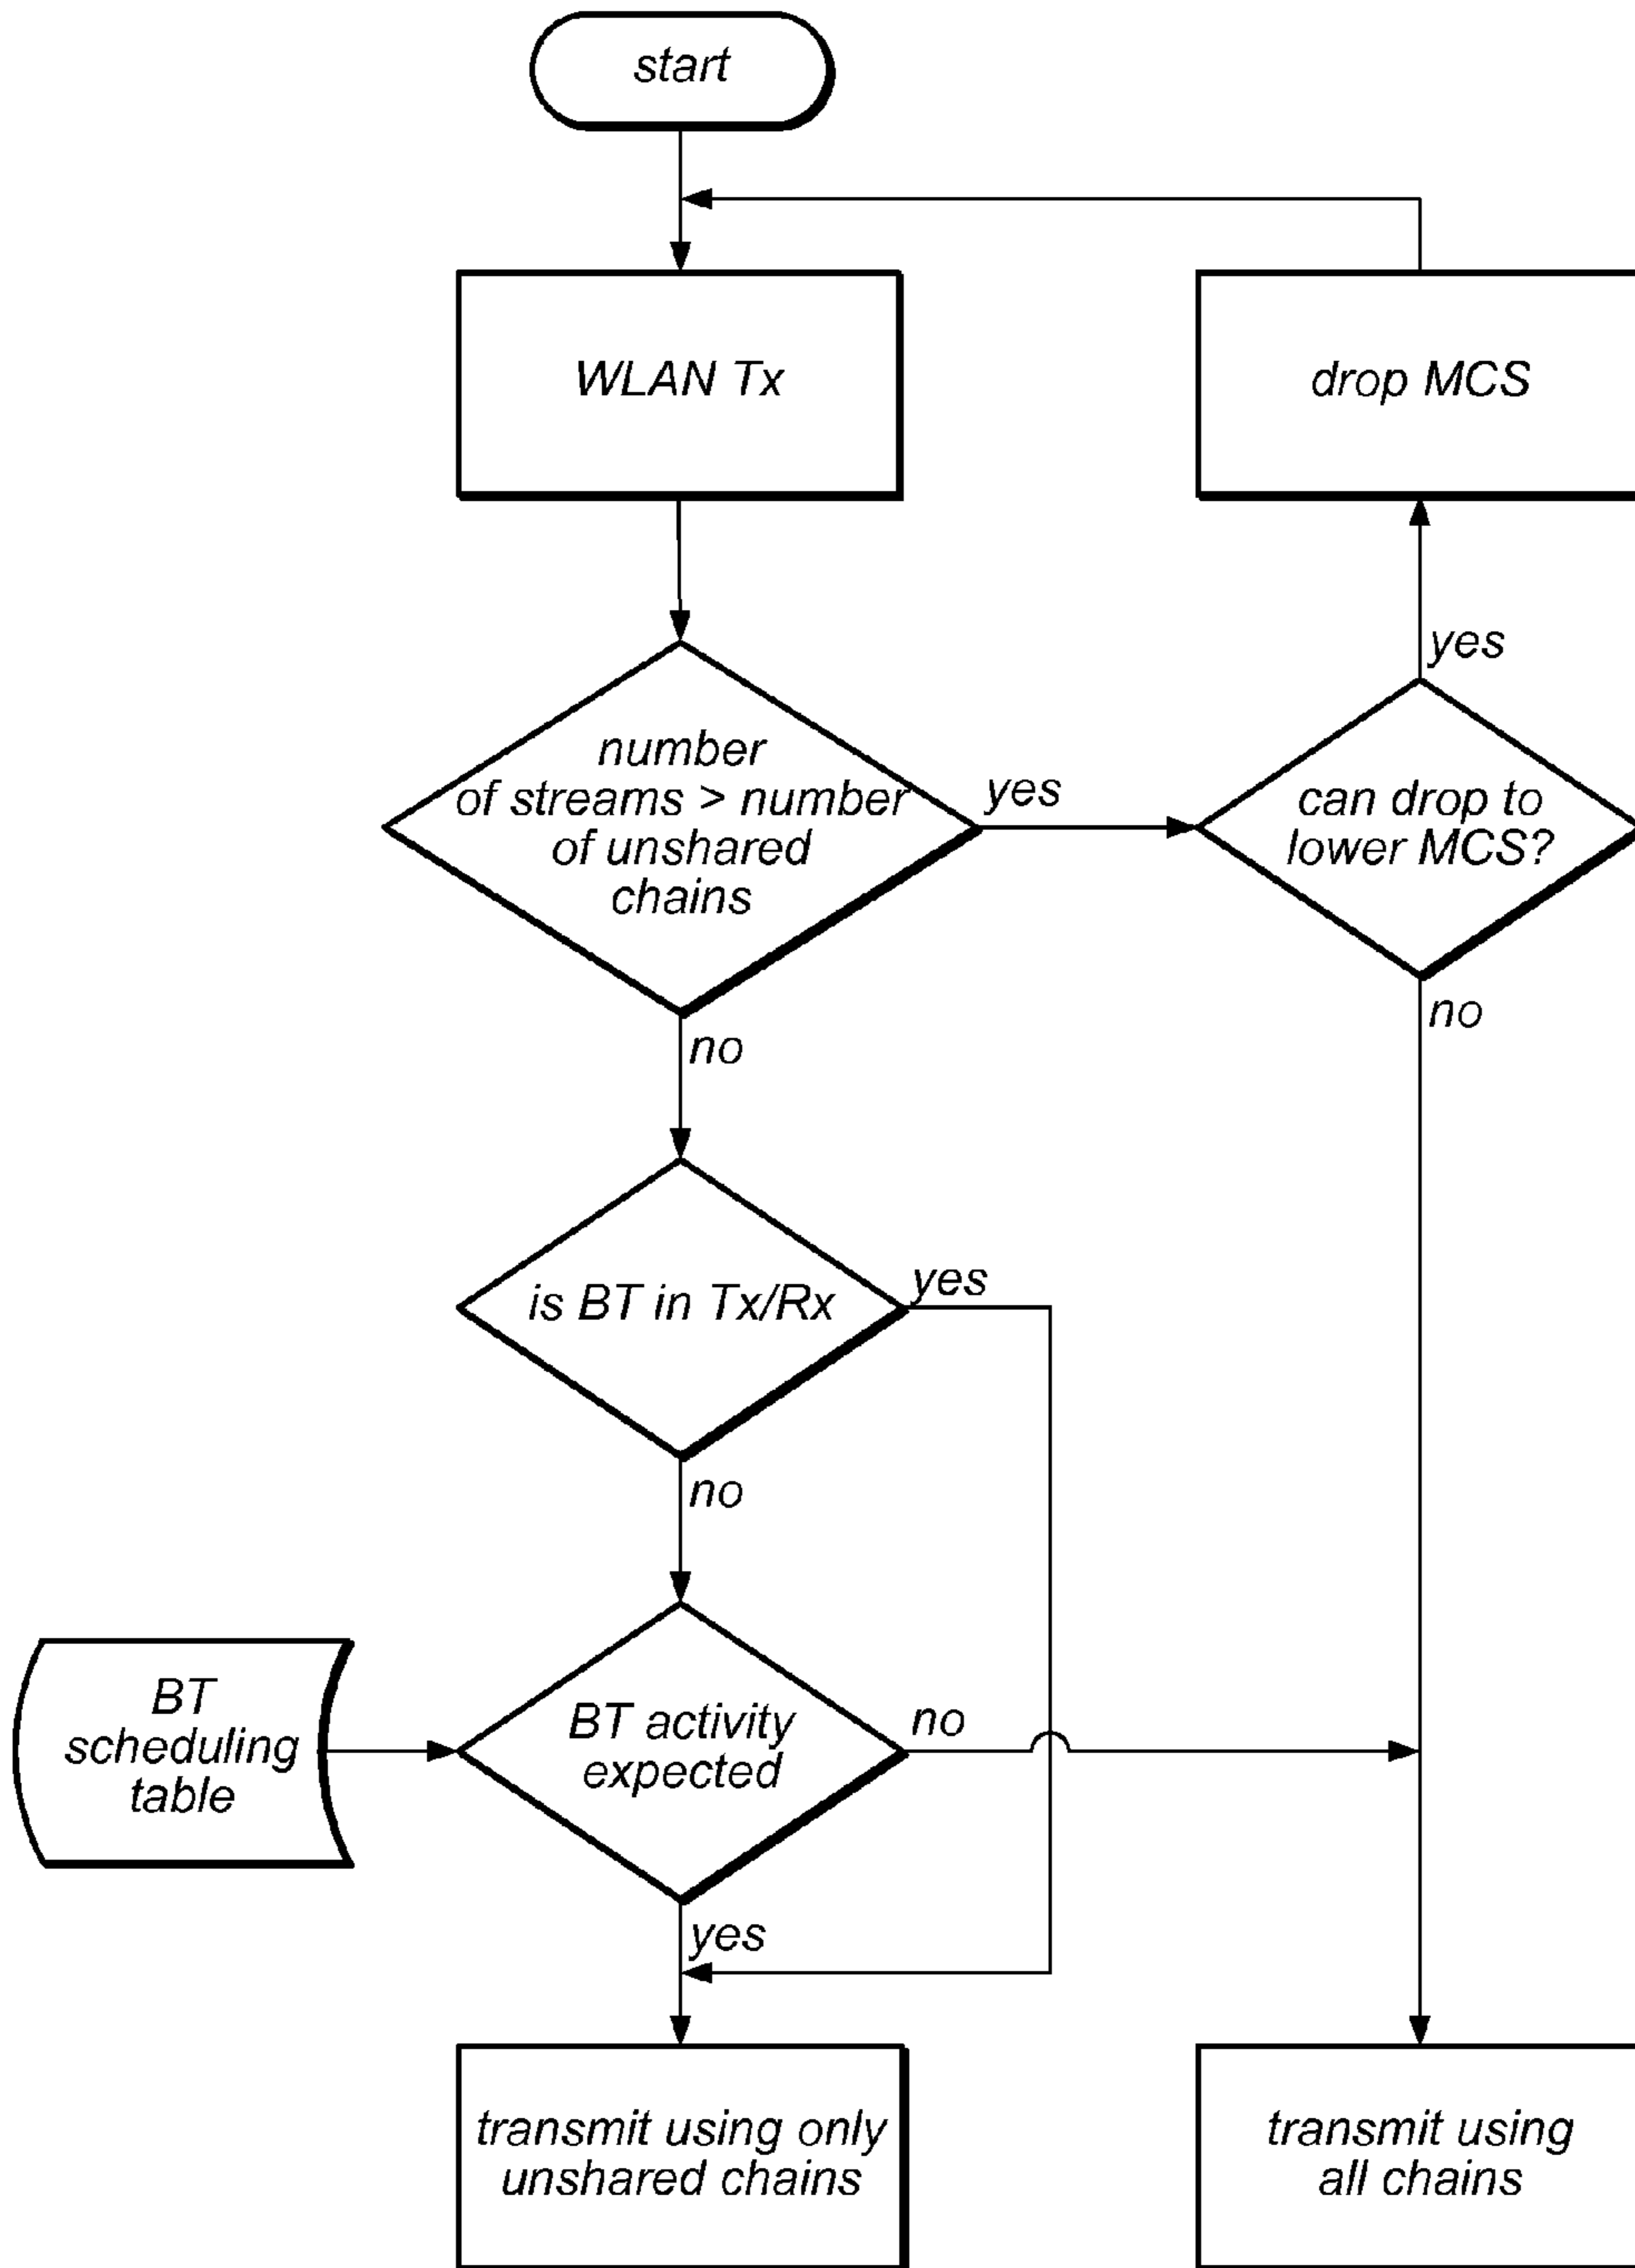 start
WLAN Tx
drop MCS
yes
number
of streams > number
of unshared
chains
yes
can drop to
lower MCS?
no
no
is BT in Tx/Rx
yes
no
BT
scheduling
table
BT activity
expected
no
yes
transmit using only
unshared chains
transmit using
all chains